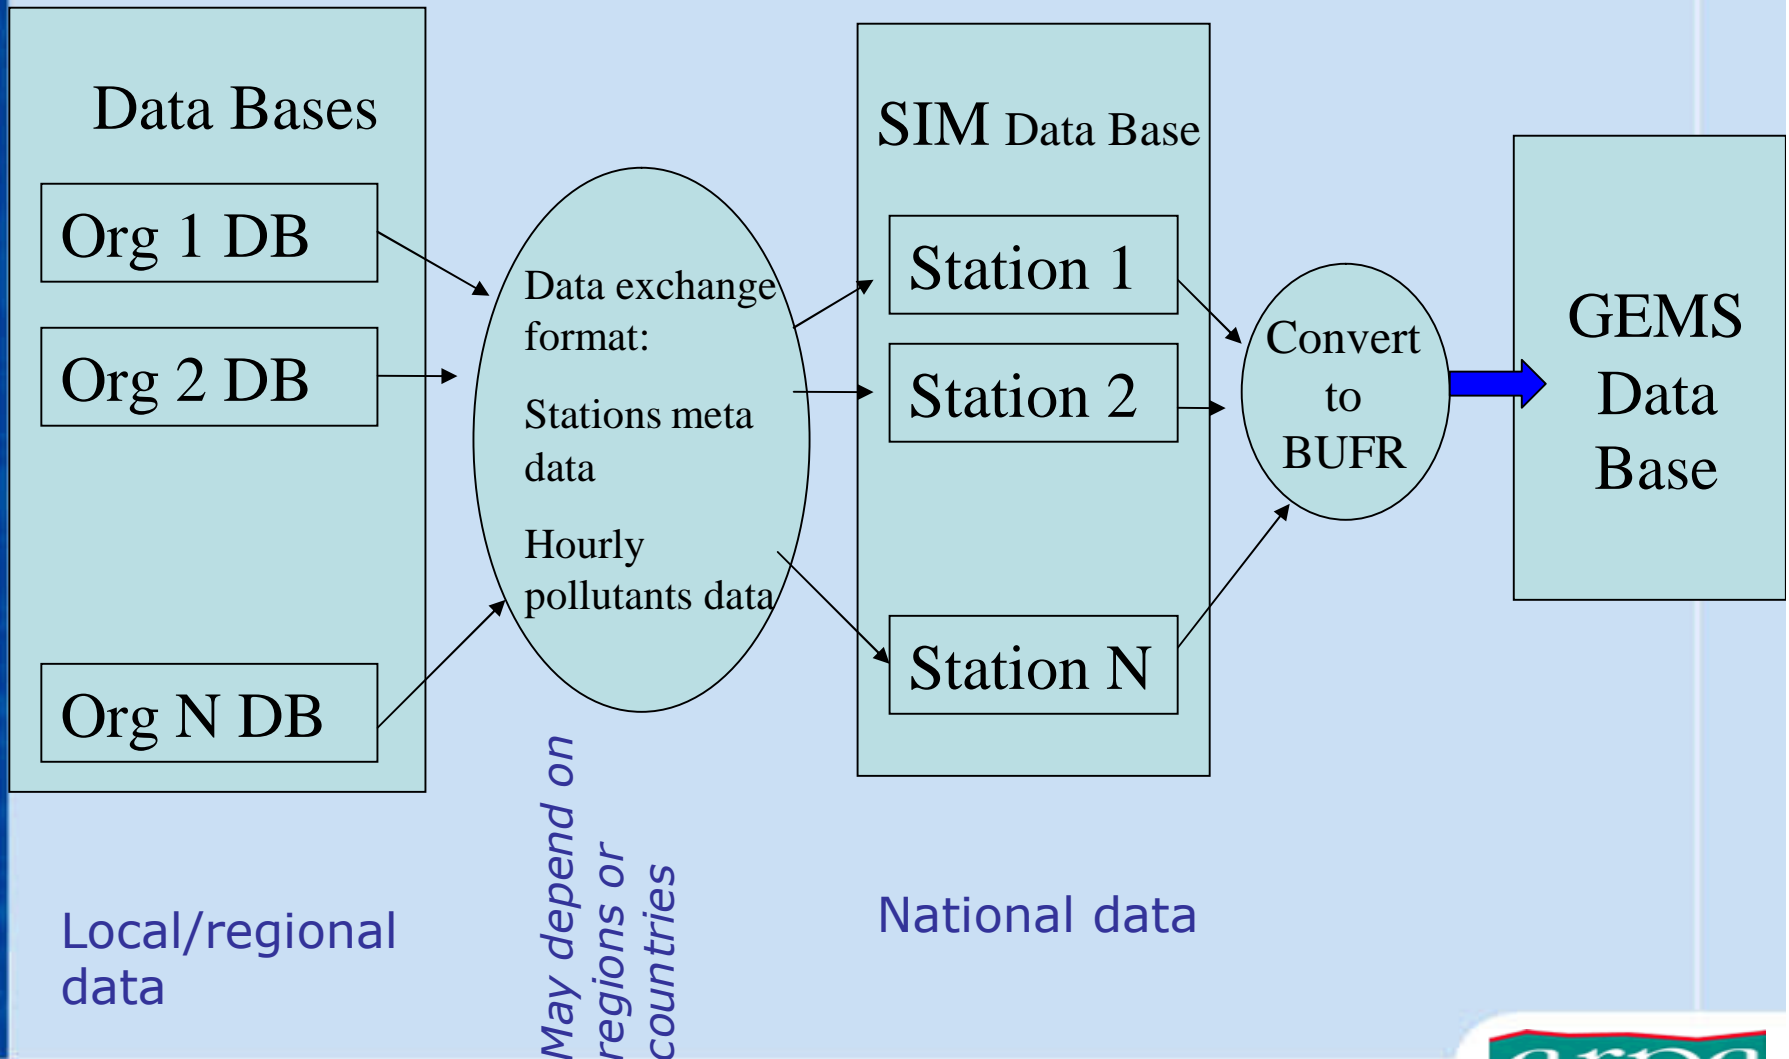 Data Bases
Org 1 DB
Org 2 DB
Org N DB
Data exchange
format:
Stations meta
data
Hourly
pollutants data
SIM Data Base
Station 1
Station 2
Station N
Convert
to
BUFR
GEMS
Data
Base
Local/regional
data
May depend on
regions or
countries
National data